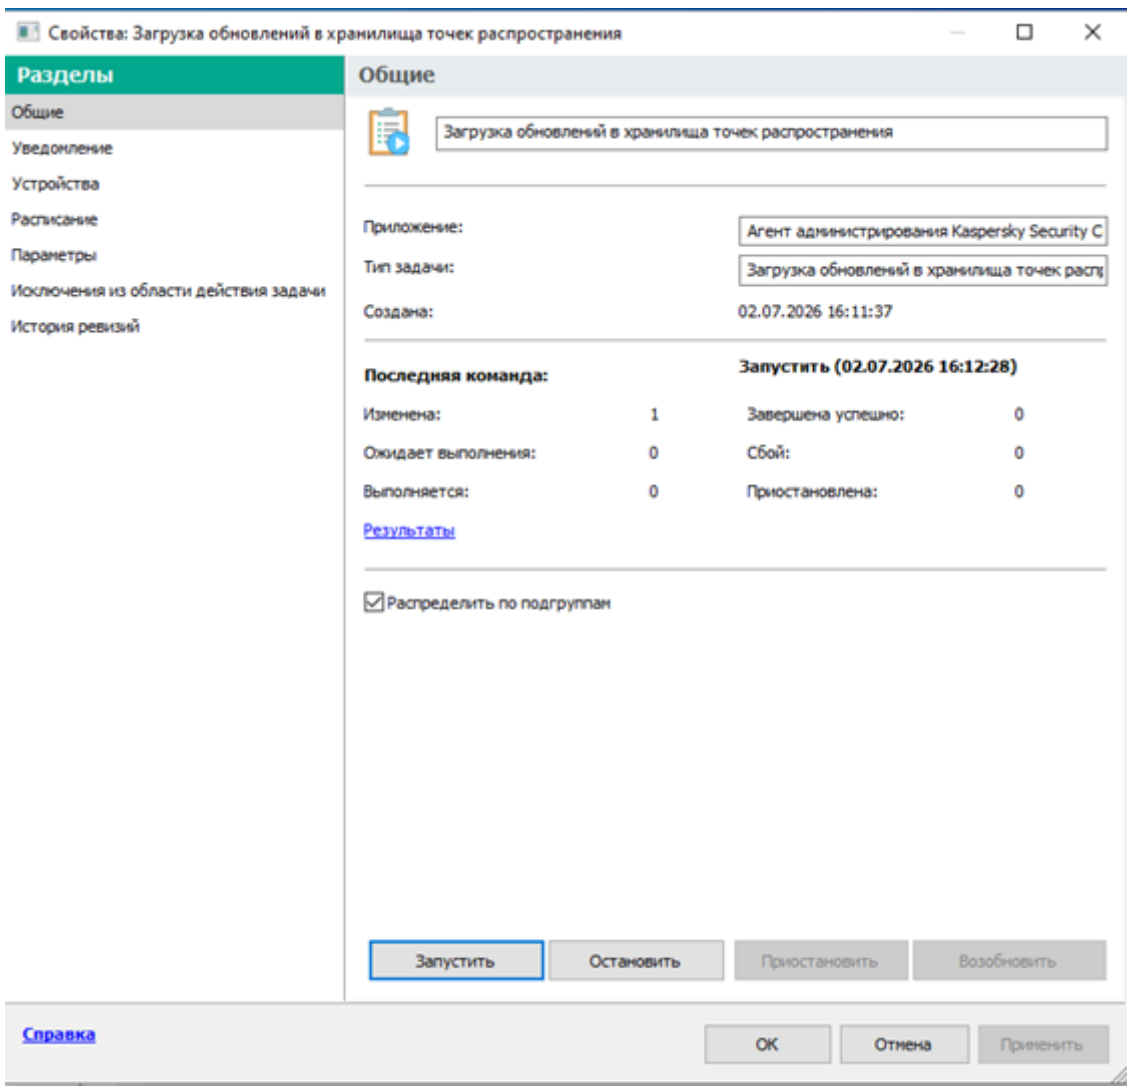 Свойства: Загрузка обновлений в хранилища точек распространения
Разделы
Общие
Уведомление
Устройства
Расписание
Параметры
Исключения из области действия задачи
История ревизий
Общие
Загрузка обновлений в хранилища точек распространения
Приложение: Агент администрирования Kaspersky Security C
Тип задачи: Загрузка обновлений в хранилища точек расп
Создана: 02.07.2026 16:11:37
Последняя команда: Запустить (02.07.2026 16:12:28)
Изменена: 1 Завершена успешно: 0
Ожидает выполнения: 0 Сбой: 0
Выполняется: 0 Приостановлена: 0
Результаты
Распределить по подгруппам
Запустить Остановить Приостановить Возобновить
Справка OK Отмена Применить